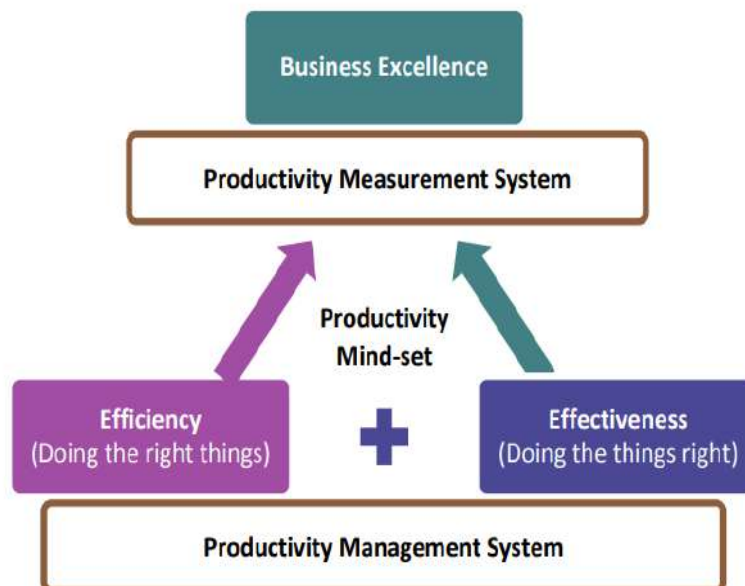 Business Excellence
Productivity Measurement System
Productivity
Mind-set
Efficiency
(Doing the right things)
Effectiveness
(Doing the things right)
Productivity Management System